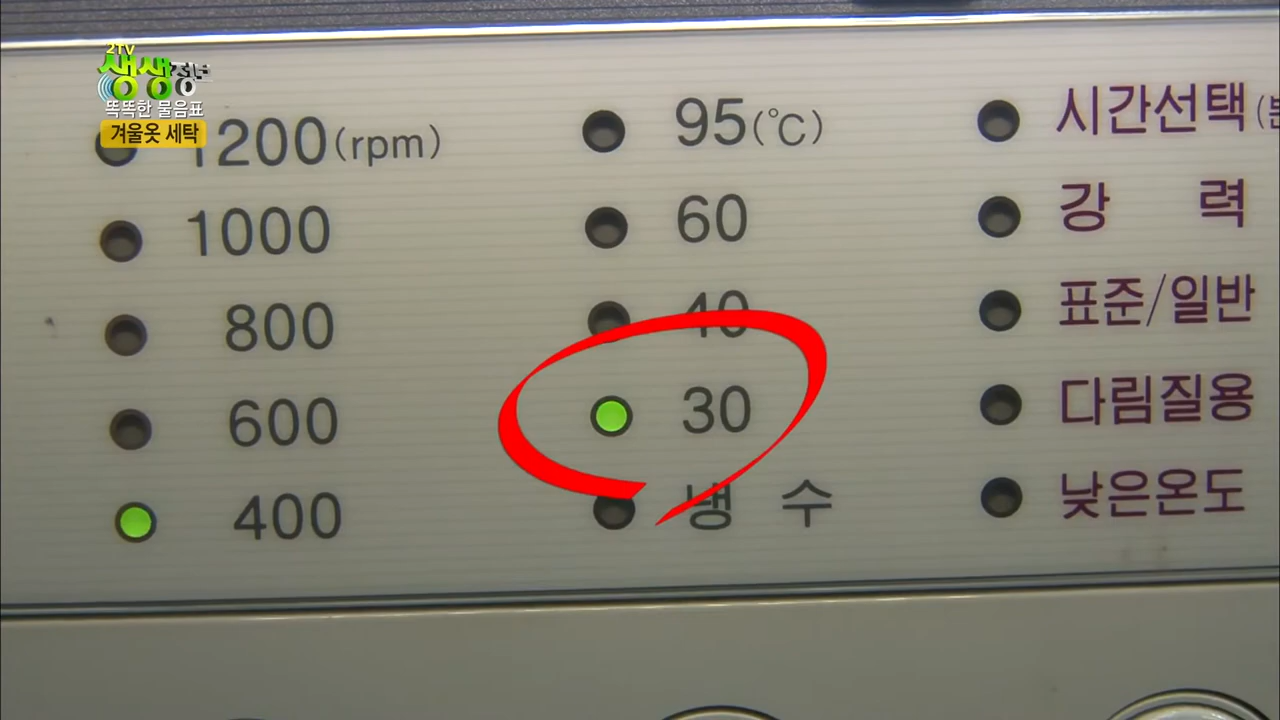 2TV
생생정보
똑똑한 물음표
겨울옷 세탁
1200(rpm)
1000
800
600
400
95(℃)
60
40
30
냉 수
시간선택(분
강 력
표준/일반
다림질용
낮은온도